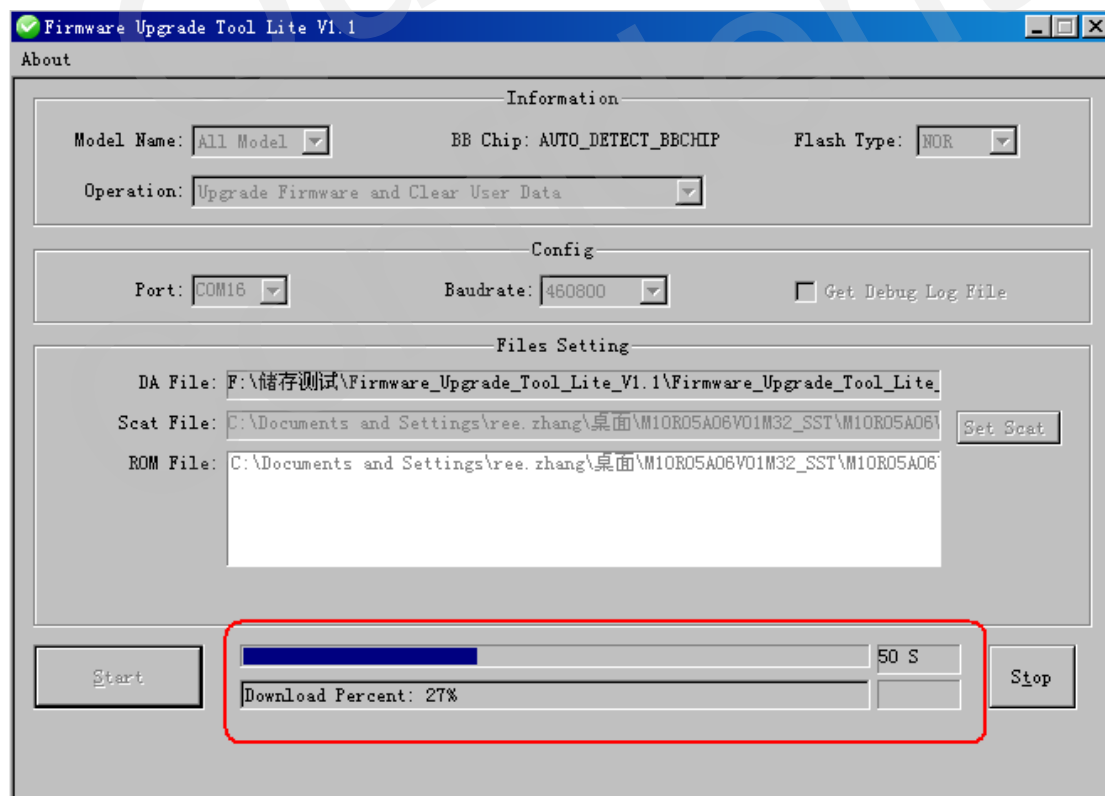 Firmware Upgrade Tool Lite V1.1
About
Information
Model Name: All Model BB Chip: AUTO_DETECT_BBCHIP Flash Type: NOR
Operation: Upgrade Firmware and Clear User Data
Config
Port: COM16 Baudrate: 460800 Get Debug Log File
Files Setting
DA File: F:\储存测试\Firmware_Upgrade_Tool_Lite_V1.1\Firmware_Upgrade_Tool_Lite_
Scat File: C:\Documents and Settings\ree.zhang\桌面\M10R05A06V01M32_SST\M10R05A06\ Set Scat
ROM File: C:\Documents and Settings\ree.zhang\桌面\M10R05A06V01M32_SST\M10R05A06
50 S
Start Download Percent: 27% Stop